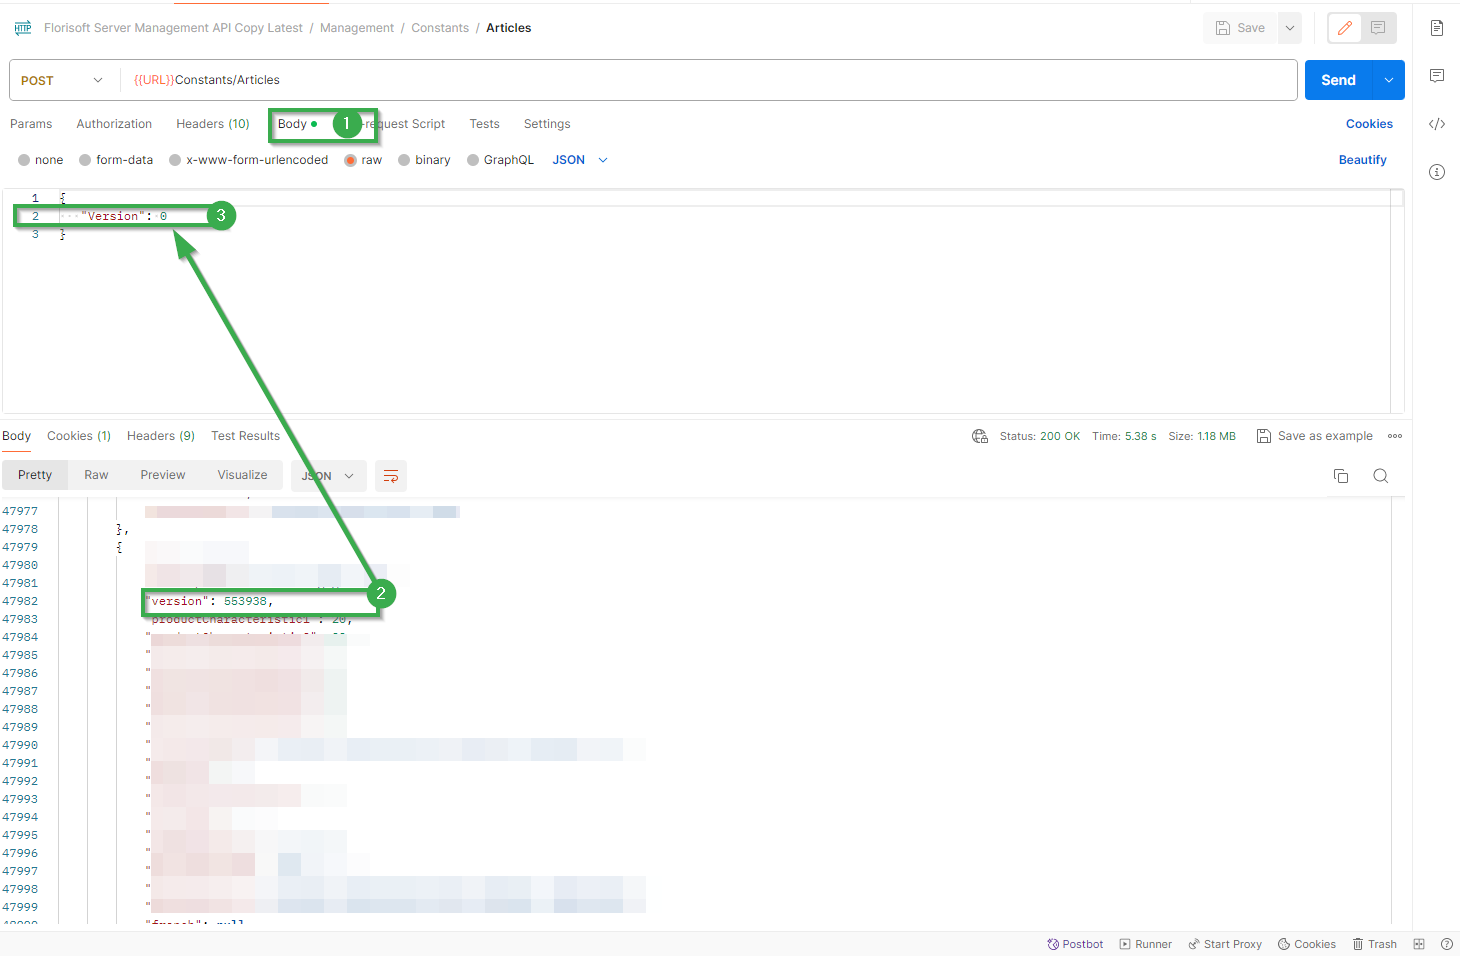 HTTP Florisoft Server Management API Copy Latest / Management / Constants / Articles Save
POST {{URL}}Constants/Articles Send
Params Authorization Headers (10) Body 1 -request Script Tests Settings Cookies
none form-data x-www-form-urlencoded raw binary GraphQL JSON Beautify
1 {
2 "Version": 0 3
3 }
Body Cookies (1) Headers (9) Test Results Status: 200 OK Time: 5.38 s Size: 1.18 MB Save as example
Pretty Raw Preview Visualize JSON
47977
47978 },
47979 {
47980
47981
47982 "version": 553938, 2
47983 "productCharacteristic1": 20,
47984
47985 "
47986 "
47987 "
47988 "
47989 "
47990 "
47991 "
47992 "
47993 "
47994 "
47995 "
47996 "
47997 "
47998 "
47999 "
"french": null
Postbot Runner Start Proxy Cookies Trash